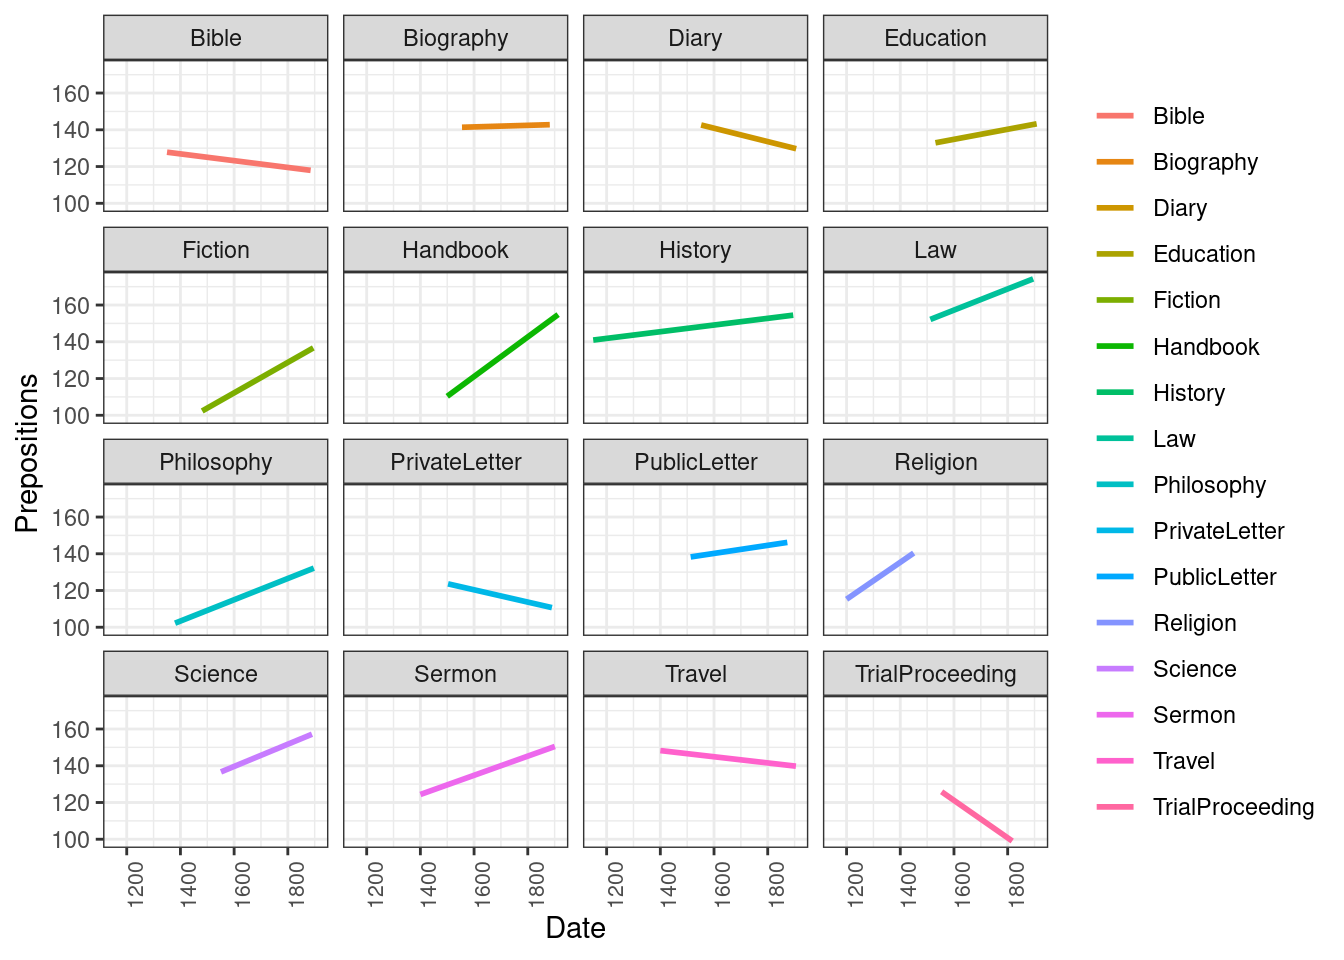 Bible Biography Diary Education
160
140
120
100
Fiction Handbook History Law
160
140
120
100
Philosophy PrivateLetter PublicLetter Religion
160
140
120
100
Science Sermon Travel TrialProceeding
160
140
120
100
1200 1400 1600 1800 1200 1400 1600 1800 1200 1400 1600 1800 1200 1400 1600 1800
Date
Prepositions
Bible
Biography
Diary
Education
Fiction
Handbook
History
Law
Philosophy
PrivateLetter
PublicLetter
Religion
Science
Sermon
Travel
TrialProceeding